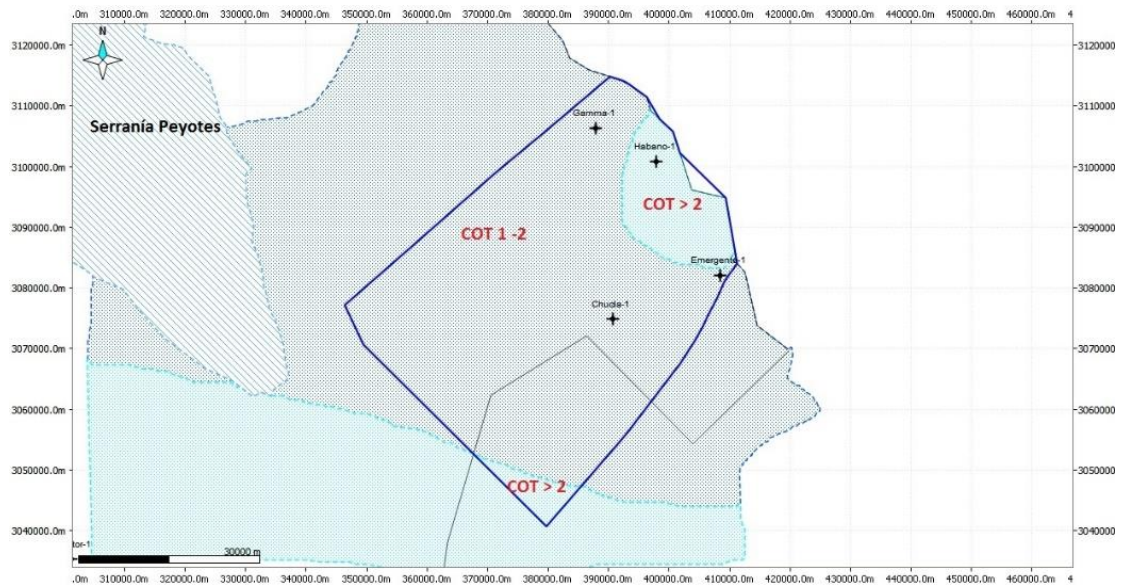 .0m 310000.0m 320000.0m 330000.0m 340000.0m 350000.0m 360000.0m 370000.0m 380000.0m 390000.0m 400000.0m 410000.0m 420000.0m 430000.0m 440000.0m 450000.0m 460000.0m 4
3120000.0m 3120000
N
3110000.0m 3110000
Gamma-1
Serranía Peyotes
Habano-1
3100000.0m 3100000
COT > 2
3090000.0m 3090000
COT 1 -2
Emergente-1
3080000.0m 3080000
Chucla-1
3070000.0m 3070000
3060000.0m 3060000
3050000.0m 3050000
COT > 2
3040000.0m 3040000
tor-1
30000 m
.0m 310000.0m 320000.0m 330000.0m 340000.0m 350000.0m 360000.0m 370000.0m 380000.0m 390000.0m 400000.0m 410000.0m 420000.0m 430000.0m 440000.0m 450000.0m 460000.0m 4